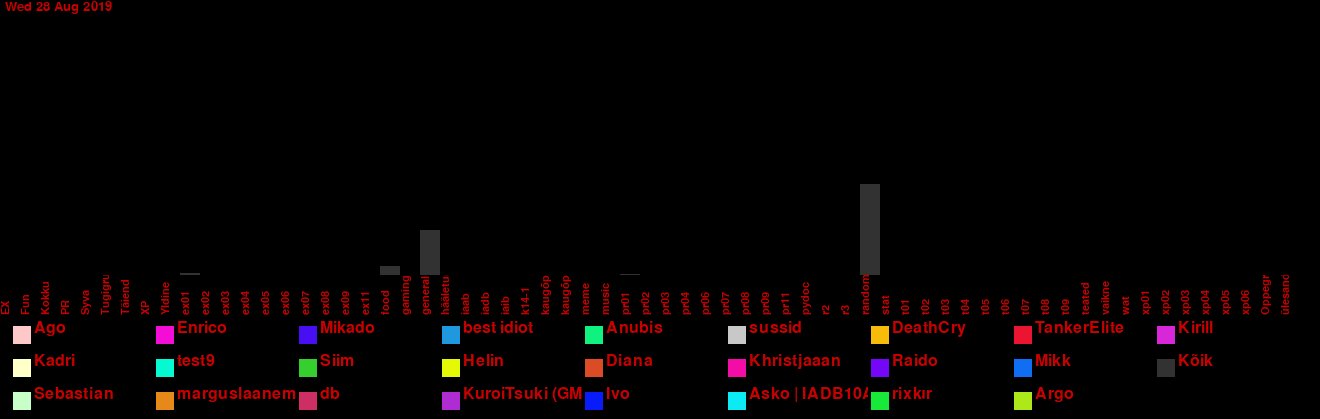 Wed 28 Aug 2019
EX Fun Kokku PR Syva Tugigru Täiend XP Yldine ex01 ex02 ex03 ex04 ex05 ex06 ex07 ex08 ex09 ex11 food gaming general hääletu iaab iadb iaib k14-1 kaugõp kaugõp meme music pr01 pr02 pr03 pr04 pr06 pr07 pr08 pr09 pr11 pydoc r2 r3 random stat t01 t02 t03 t04 t05 t06 t07 t08 t09 teated vaikne wat xp01 xp02 xp03 xp04 xp05 xp06 Oppegr ülesand
Ago Enrico Mikado best idiot Anubis sussid DeathCry TankerElite Kirill
Kadri test9 Siim Helin Diana Khristjaaan Raido Mikk Kõik
Sebastian marguslaanem db KuroiTsuki (GM Ivo Asko | IADB10A rixkır Argo